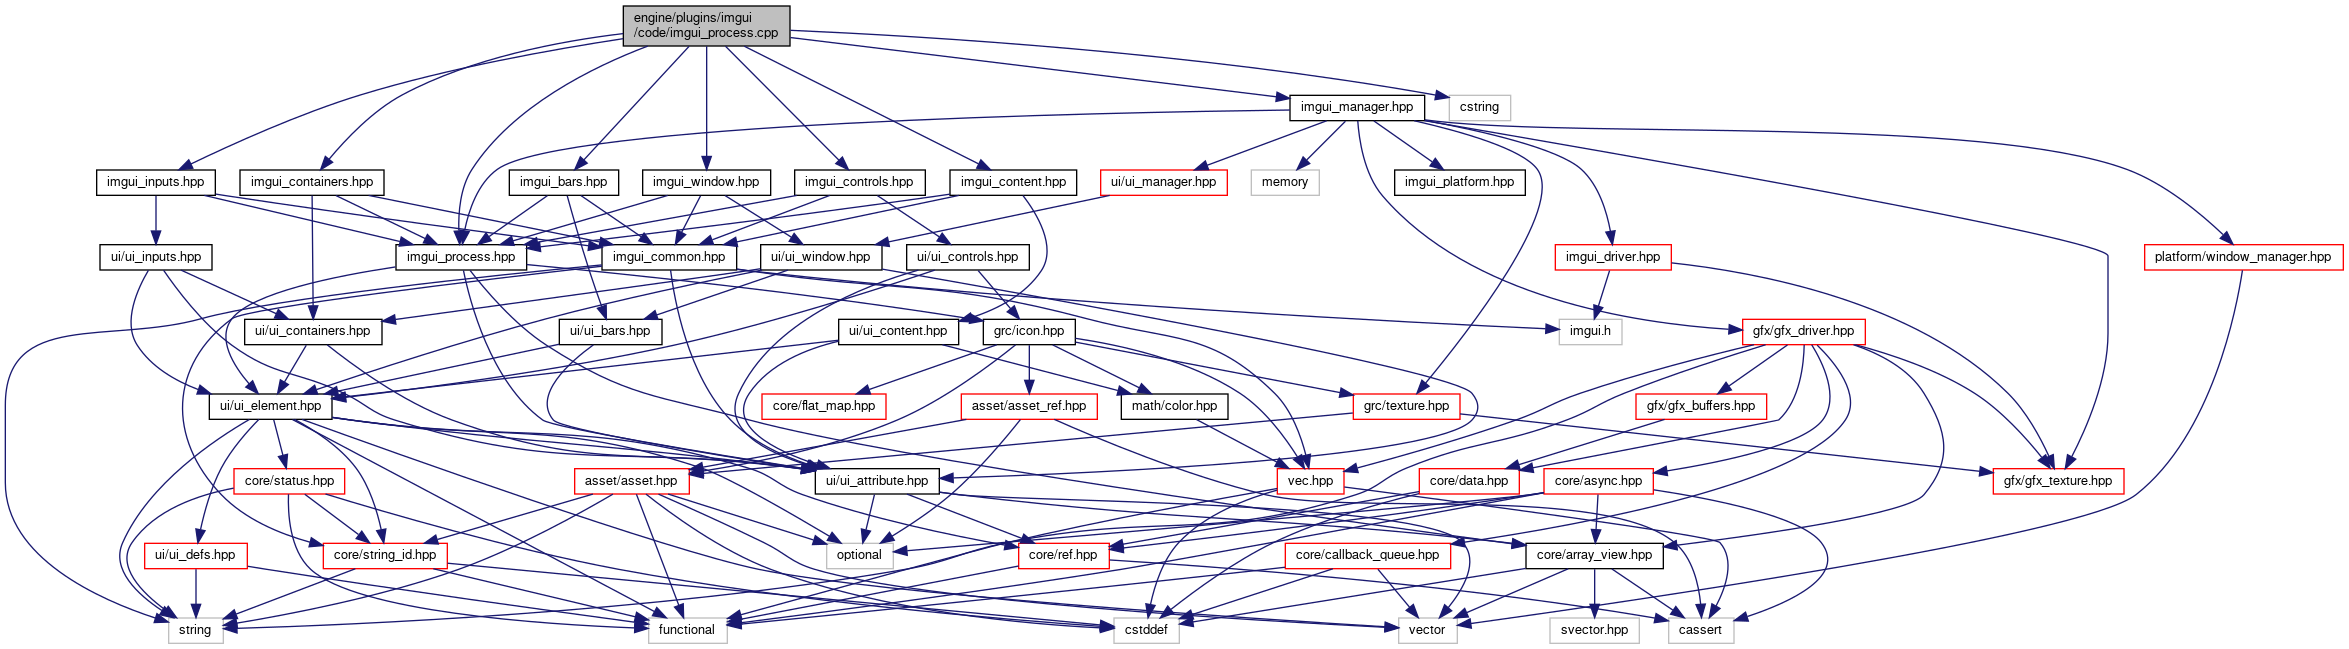 engine/plugins/imgui
/code/imgui_process.cpp
imgui_manager.hpp
cstring
imgui_inputs.hpp
imgui_containers.hpp
imgui_bars.hpp
imgui_window.hpp
imgui_controls.hpp
imgui_content.hpp
ui/ui_manager.hpp
memory
imgui_platform.hpp
ui/ui_inputs.hpp
imgui_process.hpp
imgui_common.hpp
ui/ui_window.hpp
ui/ui_controls.hpp
imgui_driver.hpp
platform/window_manager.hpp
ui/ui_containers.hpp
ui/ui_bars.hpp
ui/ui_content.hpp
grc/icon.hpp
imgui.h
gfx/gfx_driver.hpp
ui/ui_element.hpp
core/flat_map.hpp
asset/asset_ref.hpp
math/color.hpp
grc/texture.hpp
gfx/gfx_buffers.hpp
core/status.hpp
asset/asset.hpp
ui/ui_attribute.hpp
vec.hpp
core/data.hpp
core/async.hpp
gfx/gfx_texture.hpp
ui/ui_defs.hpp
core/string_id.hpp
optional
core/ref.hpp
core/callback_queue.hpp
core/array_view.hpp
string
functional
cstddef
vector
svector.hpp
cassert